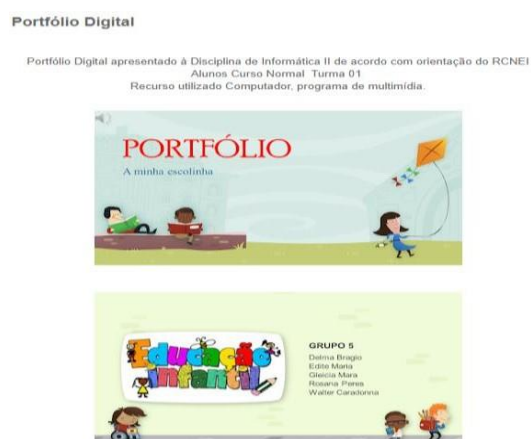 Portfólio Digital
Portfólio Digital apresentado à Disciplina de Informática II de acordo com orientação do RCNEI
Alunos Curso Normal Turma 01
Recurso utilizado Computador, programa de multimídia.
PORTFÓLIO
A minha escolinha
Educação
Infantil
GRUPO 5
Delma Bragio
Edite Maria
Gleicia Mara
Rosana Peres
Walter Caradonna